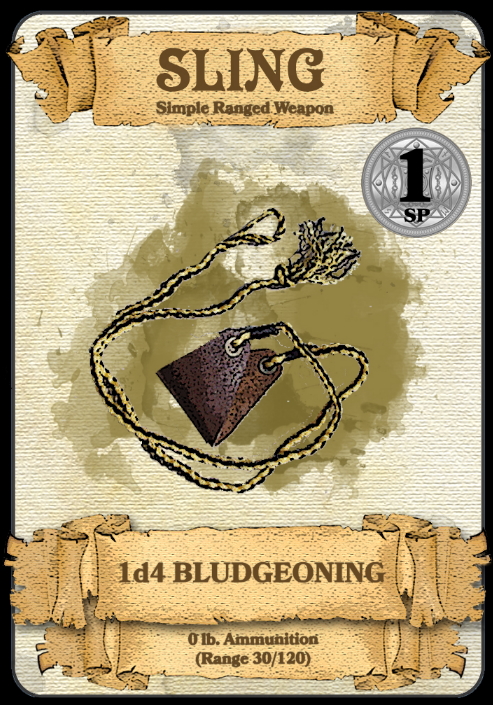 SLING
Simple Ranged Weapon
1
SP
1d4 BLUDGEONING
0 lb. Ammunition
(Range 30/120)